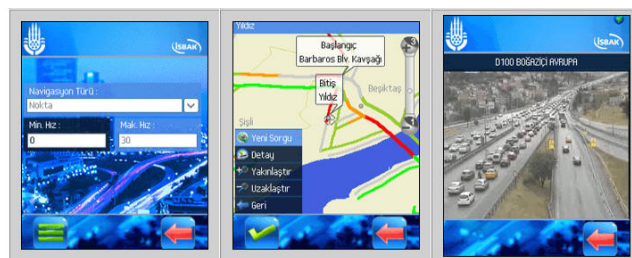 İSBAK
Navigasyon Türü :
Nokta
Min. Hız :
Mak. Hız :
0
30
Yıldız
Başlangıç
Barbaros Blv. Kavşağı
Bitiş
Yıldız
Beşiktaş
Şişli
Yeni Sorgu
Detay
Yakınlaştır
Uzaklaştır
Geri
İSBAK
D100 BOĞAZİÇİ AVRUPA